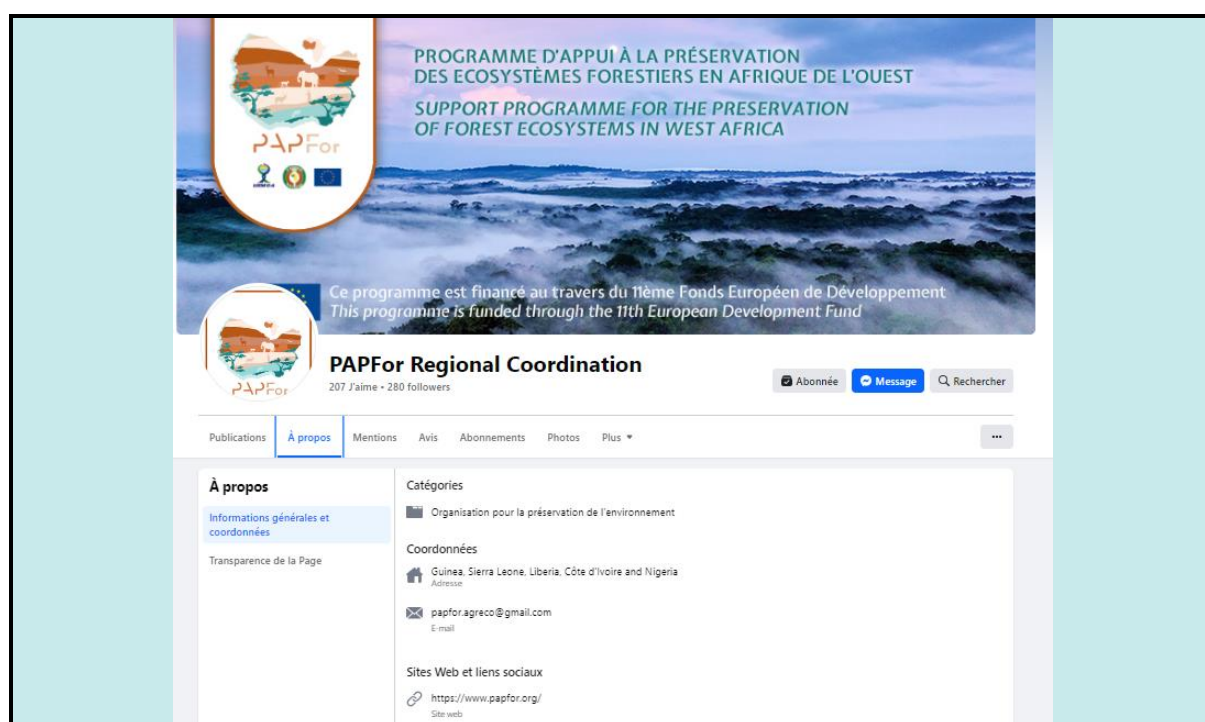 PROGRAMME D'APPUI À LA PRÉSERVATION
DES ECOSYSTÈMES FORESTIERS EN AFRIQUE DE L'OUEST
SUPPORT PROGRAMME FOR THE PRESERVATION
OF FOREST ECOSYSTEMS IN WEST AFRICA
PAPFor
UEMOA
Ce programme est financé au travers du 11ème Fonds Européen de Développement
This programme is funded through the 11th European Development Fund
PAPFor
PAPFor Regional Coordination
207 J'aime • 280 followers
Abonnée
Message
Rechercher
Publications À propos Mentions Avis Abonnements Photos Plus
À propos
Informations générales et
coordonnées
Transparence de la Page
Catégories
Organisation pour la préservation de l'environnement
Coordonnées
Guinea, Sierra Leone, Liberia, Côte d'Ivoire and Nigeria
Adresse
papfor.agreco@gmail.com
E-mail
Sites Web et liens sociaux
https://www.papfor.org/
Site web